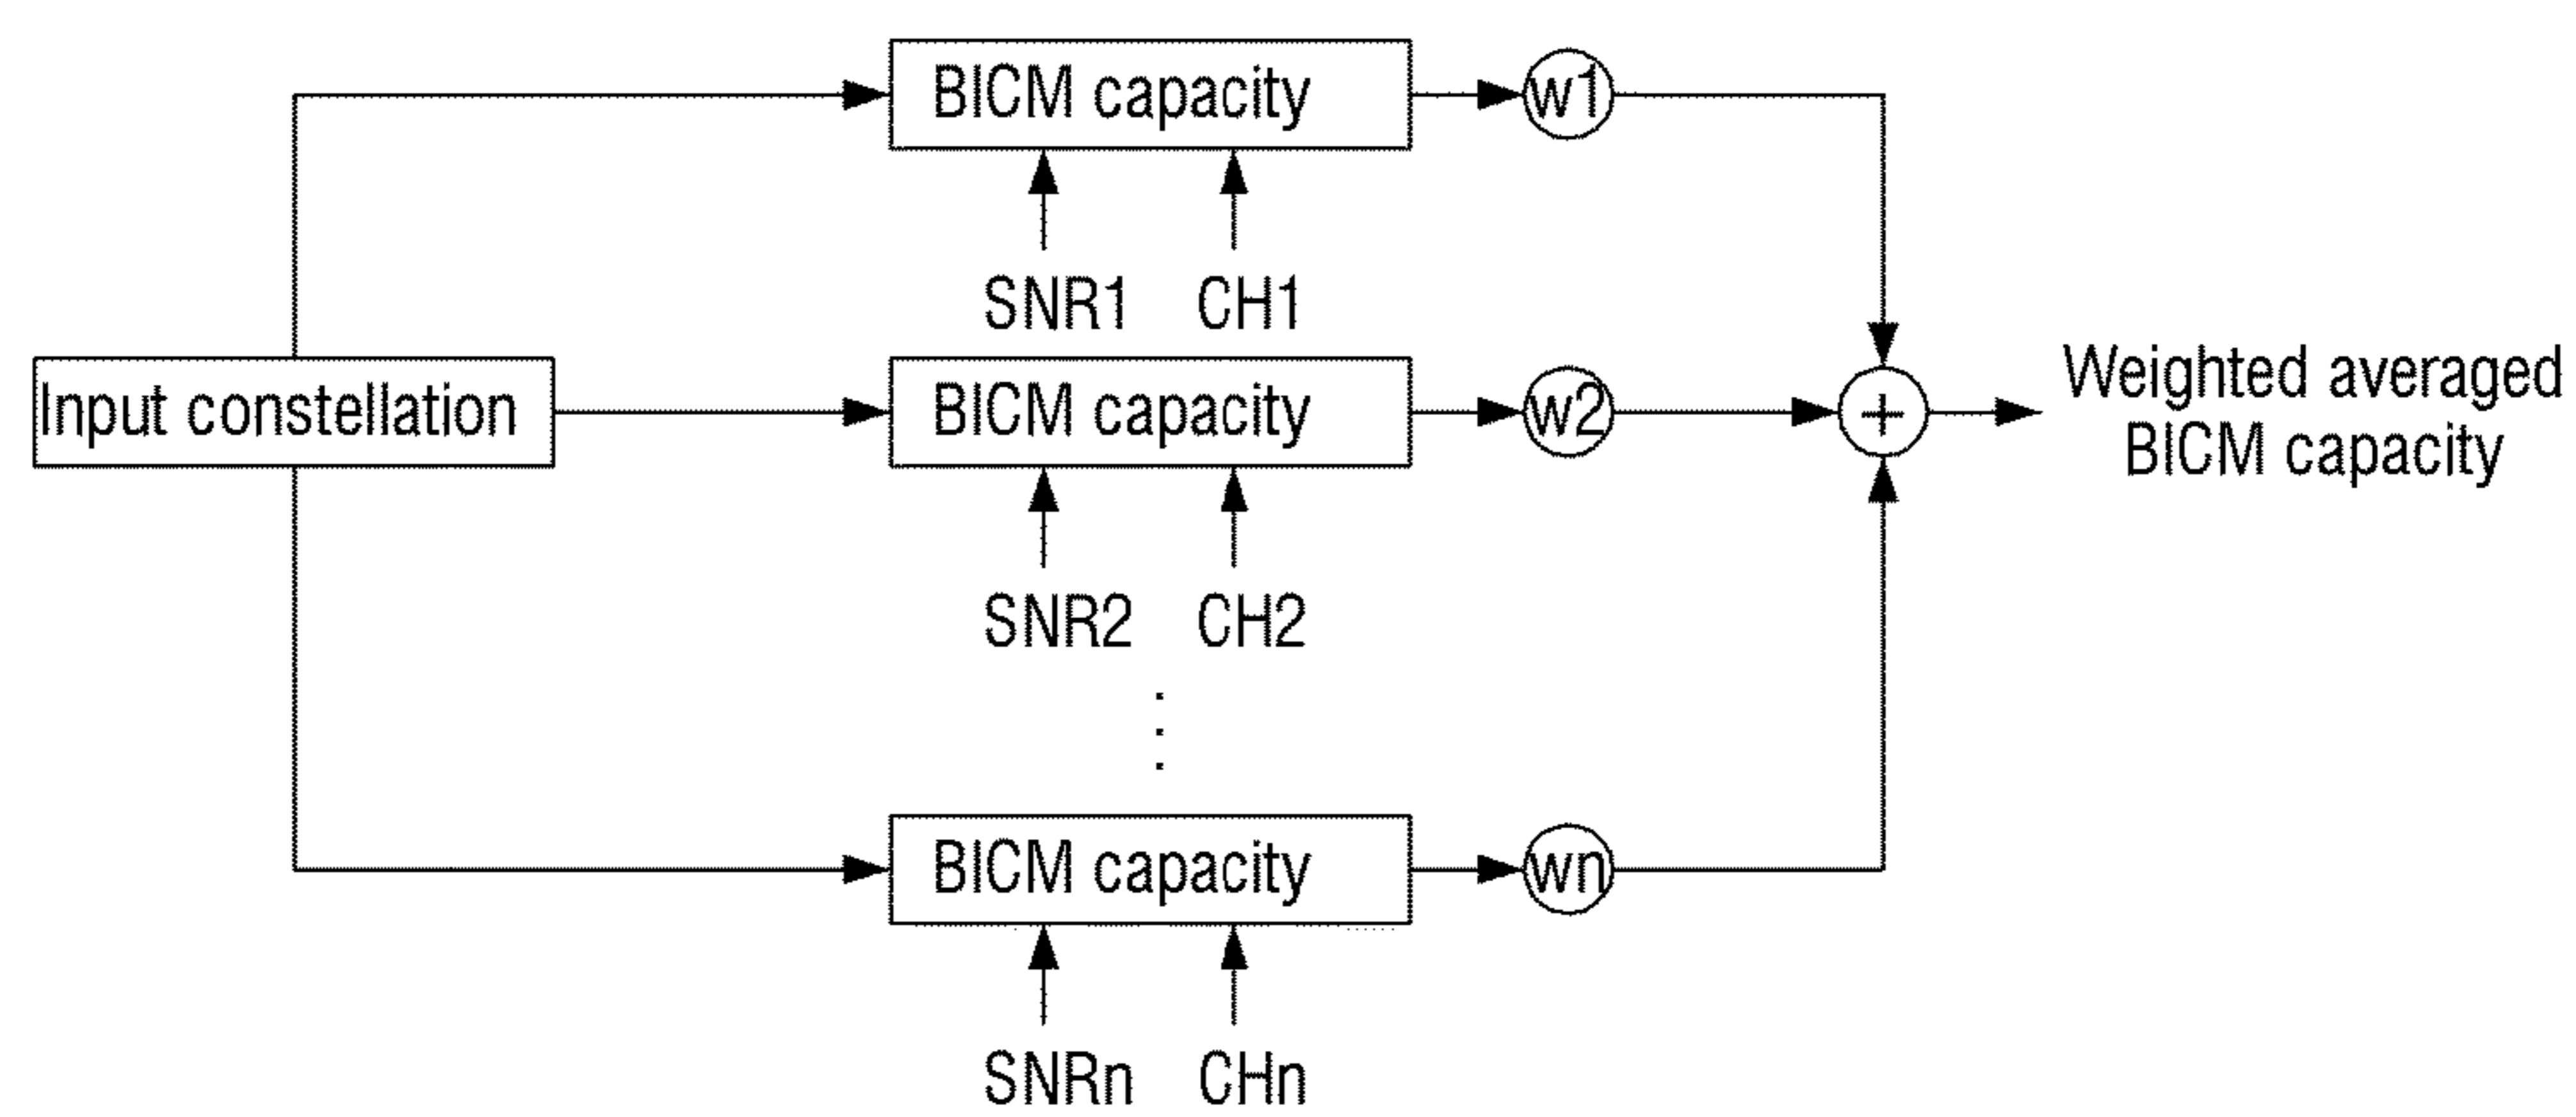 BICM capacity
w1
SNR1 CH1
Input constellation
BICM capacity
w2
+
Weighted averaged
BICM capacity
SNR2 CH2
BICM capacity
wn
SNRn CHn